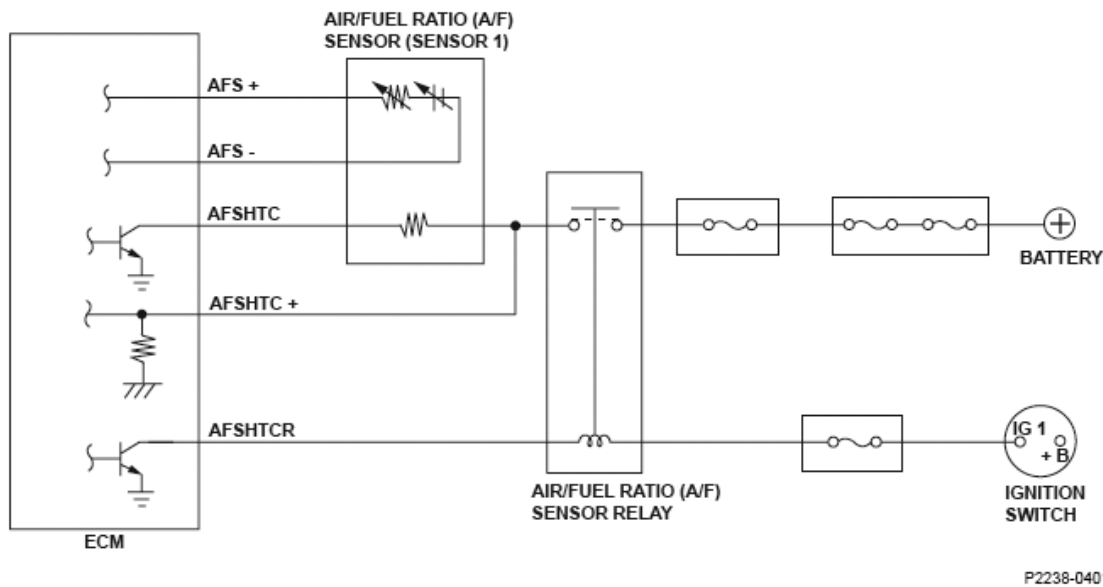 AIR/FUEL RATIO (A/F)
SENSOR (SENSOR 1)
AFS +
AFS -
AFSHTC
BATTERY
AFSHTC +
AFSHTCR
IG 1
+ B
AIR/FUEL RATIO (A/F)
SENSOR RELAY
IGNITION
SWITCH
ECM
P2238-040